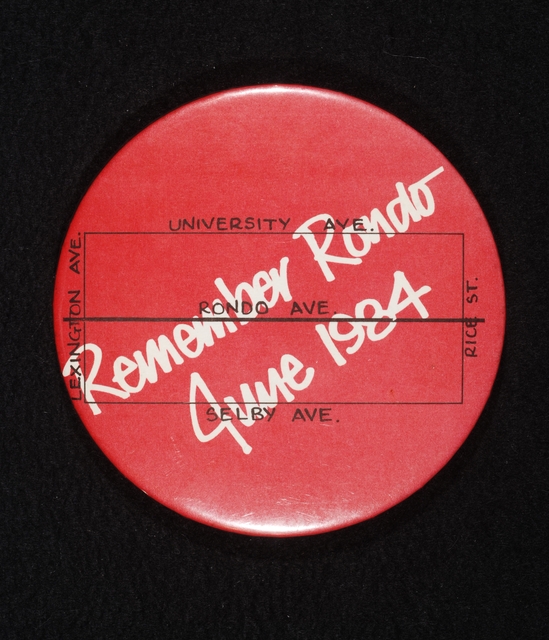 UNIVERSITY AVE.
Remember Rondo
LEXINGTON AVE.
RONDO AVE.
RICE ST.
June 1984
SELBY AVE.